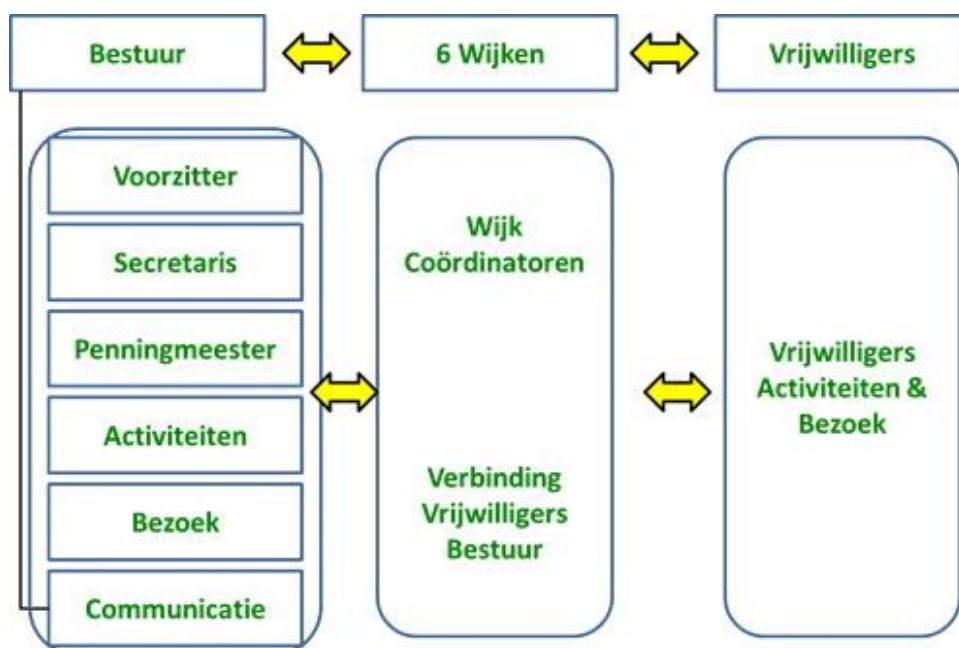 Bestuur
6 Wijken
Vrijwilligers
Voorzitter
Secretaris
Penningmeester
Activiteiten
Bezoek
Communicatie
Wijk
Coördinatoren
Verbinding
Vrijwilligers
Bestuur
Vrijwilligers
Activiteiten &
Bezoek